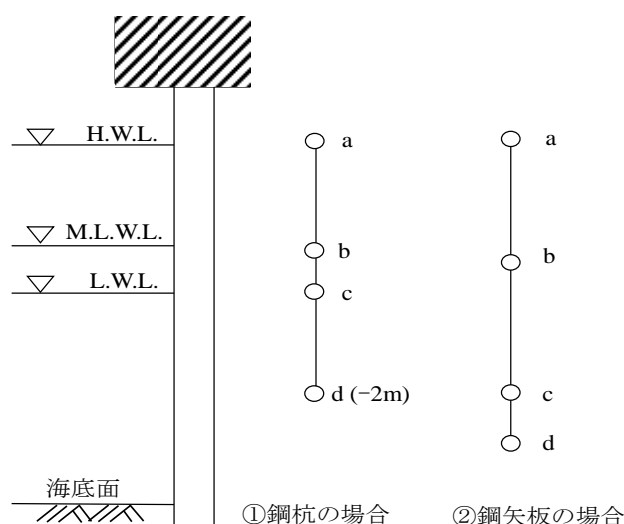 H.W.L.
M.L.W.L.
L.W.L.
海底面
a
b
c
d (−2m)
①鋼杭の場合
a
b
c
d
②鋼矢板の場合